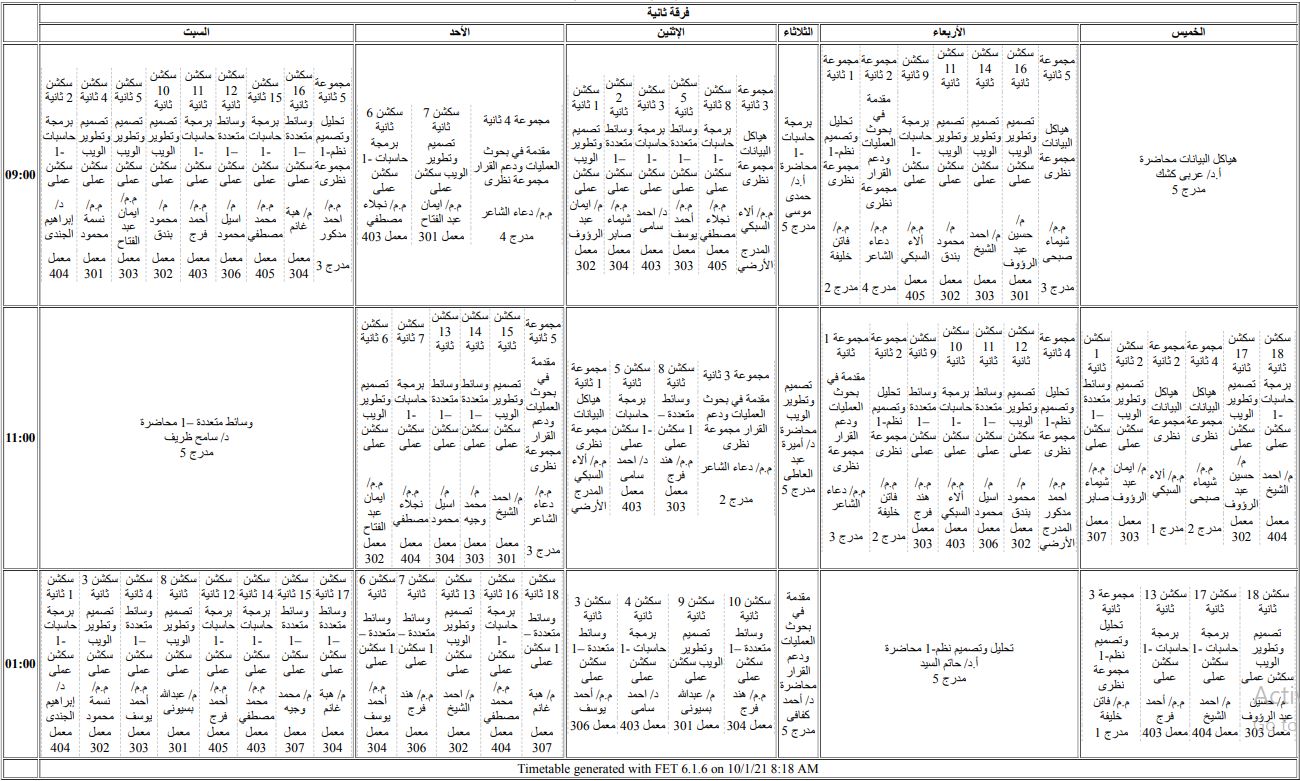 فرقة ثانية
السبت
الأحد
الإثنين
الثلاثاء
الأربعاء
الخميس
09:00
سكشن
2 ثانية
برمجة
حاسبات
-1
سكشن
عملى
د/
إبراهيم
الجندى
معمل
404
سكشن
4 ثانية
تصميم
وتطوير
الويب
سكشن
عملى
م.م/
نسمة
محمود
معمل
301
سكشن
5 ثانية
تصميم
وتطوير
الويب
سكشن
عملى
م.م/
ايمان
عبد
الفتاح
معمل
303
سكشن
10
ثانية
تصميم
وتطوير
الويب
سكشن
عملى
م/
محمود
بندق
معمل
302
سكشن
11
ثانية
برمجة
حاسبات
-1
سكشن
عملى
م.م/
أحمد
فرج
معمل
403
سكشن
12
ثانية
وسائط
متعددة
–1
سكشن
عملى
م/
اسيل
محمود
معمل
306
سكشن
15 ثانية
برمجة
حاسبات
-1
سكشن
عملى
م.م/
محمد
مصطفي
معمل
405
سكشن
16
ثانية
وسائط
متعددة
–1
سكشن
عملى
م/ هبة
غانم
معمل
304
مجموعة
5 ثانية
تحليل
وتصميم
نظم-1
مجموعة
نظرى
م.م/
احمد
مدكور
مدرج 3
سكشن 6
ثانية
برمجة
حاسبات -1
سكشن
عملى
م.م/ نجلاء
مصطفي
معمل 403
سكشن 7
ثانية
تصميم
وتطوير
الويب سكشن
عملى
م.م/ ايمان
عبد الفتاح
معمل 301
مجموعة 4 ثانية
مقدمة في بحوث
العمليات ودعم القرار
مجموعة نظرى
م.م/ دعاء الشاعر
مدرج 4
سكشن
1 ثانية
تصميم
وتطوير
الويب
سكشن
عملى
م/ ايمان
عبد
الرؤوف
معمل
302
سكشن
2
ثانية
وسائط
متعددة
–1
سكشن
عملى
م.م/
شيماء
صابر
معمل
304
سكشن
3 ثانية
برمجة
حاسبات
-1
سكشن
عملى
د/ احمد
سامى
معمل
403
سكشن
5
ثانية
وسائط
متعددة
–1
سكشن
عملى
م.م/
أحمد
يوسف
معمل
303
سكشن
8 ثانية
برمجة
حاسبات
-1
سكشن
عملى
م.م/
نجلاء
مصطفي
معمل
405
مجموعة
3 ثانية
هياكل
البيانات
مجموعة
نظرى
م.م/ ألاء
السبكي
المدرج
الأرضي
برمجة
حاسبات
-1
محاضرة
أ.د/
حمدى
موسى
مدرج 5
مجموعة
1 ثانية
تحليل
وتصميم
نظم-1
مجموعة
نظرى
م.م/
فاتن
خليفة
مدرج 2
مجموعة
2 ثانية
مقدمة
في
بحوث
العمليات
ودعم
القرار
مجموعة
نظرى
م.م/
دعاء
الشاعر
مدرج 4
سكشن
9 ثانية
برمجة
حاسبات
-1
سكشن
عملى
م.م/
ألاء
السبكي
معمل
405
سكشن
11
ثانية
تصميم
وتطوير
الويب
سكشن
عملى
م/
محمود
بندق
معمل
302
سكشن
14
ثانية
تصميم
وتطوير
الويب
سكشن
عملى
م/ احمد
الشيخ
معمل
303
سكشن
16
ثانية
تصميم
وتطوير
الويب
سكشن
عملى
م/
حسين
عبد
الرؤوف
معمل
301
مجموعة
5 ثانية
هياكل
البيانات
مجموعة
نظرى
م.م/
شيماء
صبحى
مدرج 3
هياكل البيانات محاضرة
أ.د/ عربى كشك
مدرج 5
11:00
وسائط متعددة –1 محاضرة
د/ سامح ظريف
مدرج 5
سكشن
6 ثانية
تصميم
وتطوير
الويب
سكشن
عملى
م.م/
ايمان
عبد
الفتاح
معمل
302
سكشن
7 ثانية
برمجة
حاسبات
-1
سكشن
عملى
م.م/
نجلاء
مصطفي
معمل
404
سكشن
13
ثانية
وسائط
متعددة
–1
سكشن
عملى
م/
اسيل
محمود
معمل
304
سكشن
14
ثانية
وسائط
متعددة
–1
سكشن
عملى
م/
محمد
وجيه
معمل
303
سكشن
15
ثانية
تصميم
وتطوير
الويب
سكشن
عملى
م/ احمد
الشيخ
معمل
301
مجموعة
5 ثانية
مقدمة
في
بحوث
العمليات
ودعم
القرار
مجموعة
نظرى
م.م/
دعاء
الشاعر
مدرج 3
مجموعة
1 ثانية
هياكل
البيانات
مجموعة
نظرى
م.م/ ألاء
السبكي
المدرج
الأرضي
سكشن 5
ثانية
برمجة
حاسبات
-1 سكشن
عملى
د/ احمد
سامى
معمل
403
سكشن 8
ثانية
وسائط
متعددة –
1 سكشن
عملى
م.م/ هند
فرج
معمل
303
مجموعة 3 ثانية
مقدمة في بحوث
العمليات ودعم
القرار مجموعة
نظرى
م.م/ دعاء الشاعر
مدرج 2
تصميم
وتطوير
الويب
محاضرة
د/ أميرة
عبد
العاطى
مدرج 5
مجموعة 1
ثانية
مقدمة في
بحوث
العمليات
ودعم
القرار
مجموعة
نظرى
م.م/ دعاء
الشاعر
مدرج 3
مجموعة
2 ثانية
تحليل
وتصميم
نظم-1
مجموعة
نظرى
م.م/
فاتن
خليفة
مدرج 2
سكشن
9 ثانية
وسائط
متعددة
–1
سكشن
عملى
م.م/
هند
فرج
معمل
303
سكشن
10
ثانية
برمجة
حاسبات
-1
سكشن
عملى
م.م/
ألاء
السبكي
معمل
403
سكشن
11
ثانية
وسائط
متعددة
–1
سكشن
عملى
م/
اسيل
محمود
معمل
306
سكشن
12
ثانية
تصميم
وتطوير
الويب
سكشن
عملى
م/
محمود
بندق
معمل
302
مجموعة
4 ثانية
تحليل
وتصميم
نظم-1
مجموعة
نظرى
م.م/
احمد
مدكور
المدرج
الأرضي
سكشن
1
ثانية
وسائط
متعددة
–1
سكشن
عملى
م.م/
شيماء
صابر
معمل
307
سكشن
2 ثانية
تصميم
وتطوير
الويب
سكشن
عملى
م/ ايمان
عبد
الرؤوف
معمل
303
مجموعة
2 ثانية
هياكل
البيانات
مجموعة
نظرى
م.م/ ألاء
السبكي
مدرج 1
مجموعة
4 ثانية
هياكل
البيانات
مجموعة
نظرى
م.م/
شيماء
صبحى
مدرج 2
سكشن
17
ثانية
تصميم
وتطوير
الويب
سكشن
عملى
م/
حسين
عبد
الرؤوف
معمل
302
سكشن
18
ثانية
برمجة
حاسبات
-1
سكشن
عملى
م/ احمد
الشيخ
معمل
404
01:00
سكشن
1 ثانية
برمجة
حاسبات
-1
سكشن
عملى
د/
إبراهيم
الجندى
معمل
404
سكشن
3 ثانية
تصميم
وتطوير
الويب
سكشن
عملى
م.م/
نسمة
محمود
معمل
302
سكشن
4 ثانية
وسائط
متعددة
–1
سكشن
عملى
م.م/
أحمد
يوسف
معمل
303
سكشن 8
ثانية
تصميم
وتطوير
الويب
سكشن
عملى
م/ عبدالله
بسيونى
معمل
301
سكشن
12 ثانية
برمجة
حاسبات
-1
سكشن
عملى
م.م/
أحمد
فرج
معمل
405
سكشن
14 ثانية
برمجة
حاسبات
-1
سكشن
عملى
م.م/
محمد
مصطفي
معمل
403
سكشن
15 ثانية
وسائط
متعددة
–1
سكشن
عملى
م/ محمد
وجيه
معمل
307
سكشن
17 ثانية
وسائط
متعددة
–1
سكشن
عملى
م/ هبة
غانم
معمل
304
سكشن 6
ثانية
وسائط
متعددة –
1 سكشن
عملى
م.م/
أحمد
يوسف
معمل
304
سكشن 7
ثانية
وسائط
متعددة –
1 سكشن
عملى
م.م/ هند
فرج
معمل
306
سكشن
13 ثانية
تصميم
وتطوير
الويب
سكشن
عملى
م/ احمد
الشيخ
معمل
302
سكشن
16 ثانية
برمجة
حاسبات
-1
سكشن
عملى
م.م/
محمد
مصطفي
معمل
404
سكشن
18 ثانية
وسائط
متعددة –
1 سكشن
عملى
م/ هبة
غانم
معمل
307
سكشن 3
ثانية
وسائط
متعددة –1
سكشن
عملى
م.م/ أحمد
يوسف
معمل 306
سكشن 4
ثانية
برمجة
حاسبات -1
سكشن
عملى
د/ احمد
سامى
معمل 403
سكشن 9
ثانية
تصميم
وتطوير
الويب سكشن
عملى
م/ عبدالله
بسيونى
معمل 301
سكشن 10
ثانية
وسائط
متعددة –1
سكشن
عملى
م.م/ هند
فرج
معمل 304
مقدمة
في
بحوث
العمليات
ودعم
القرار
محاضرة
د/ أحمد
كفافى
مدرج 5
تحليل وتصميم نظم-1 محاضرة
أ.د/ حاتم السيد
مدرج 5
مجموعة 3
ثانية
تحليل
وتصميم
نظم-1
مجموعة
نظرى
م.م/ فاتن
خليفة
مدرج 1
سكشن 13
ثانية
برمجة
حاسبات -1
سكشن
عملى
م.م/ أحمد
فرج
معمل 403
سكشن 17
ثانية
برمجة
حاسبات -1
سكشن
عملى
م/ احمد
الشيخ
معمل 404
سكشن 18
ثانية
تصميم
وتطوير
الويب
سكشن عملى
م/ حسين
عبد الرؤوف
معمل 303
Timetable generated with FET 6.1.6 on 10/1/21 8:18 AM